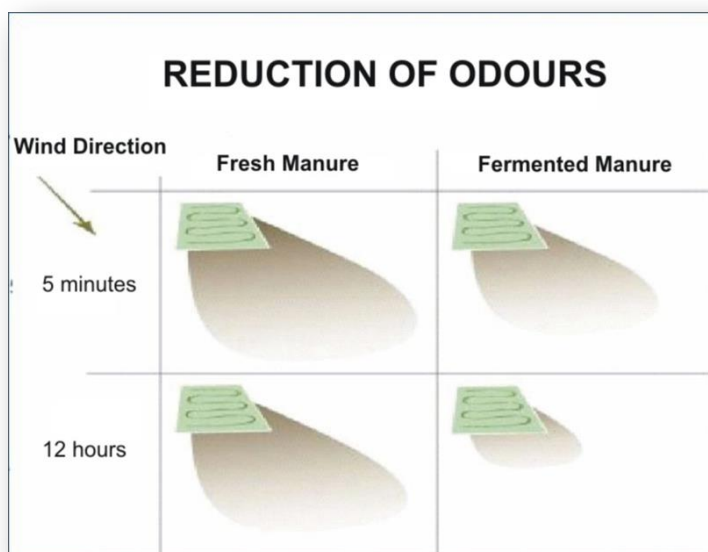 REDUCTION OF ODOURS
Wind Direction
Fresh Manure
Fermented Manure
5 minutes
12 hours